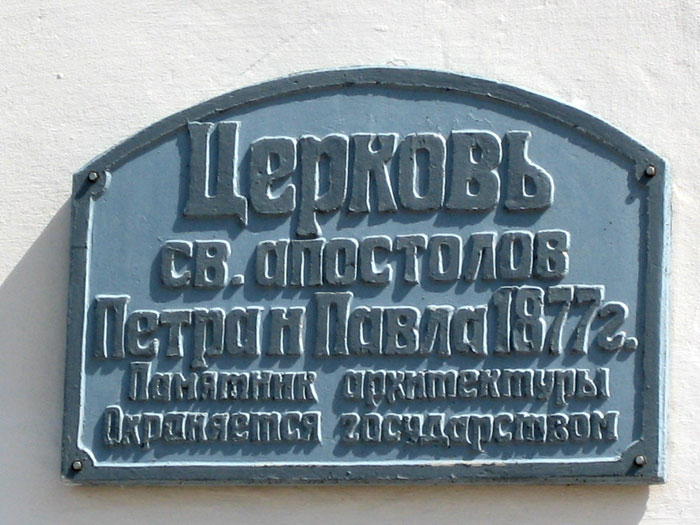 Церковь
св. апостолов
Петра и Павла 1877г.
Памятник архитектуры
Охраняется государством